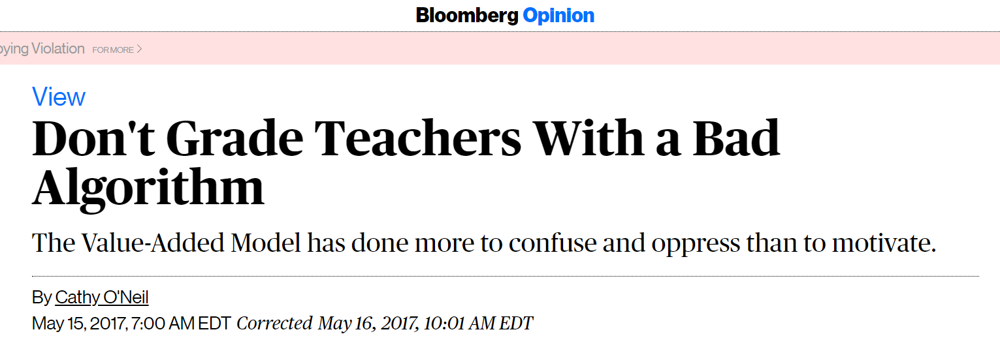 Bloomberg Opinion
Violation FOR MORE >
View
Don't Grade Teachers With a Bad
Algorithm
The Value-Added Model has done more to confuse and oppress than to motivate.
By Cathy O'Neil
May 15, 2017, 7:00 AM EDT Corrected May 16, 2017, 10:01 AM EDT